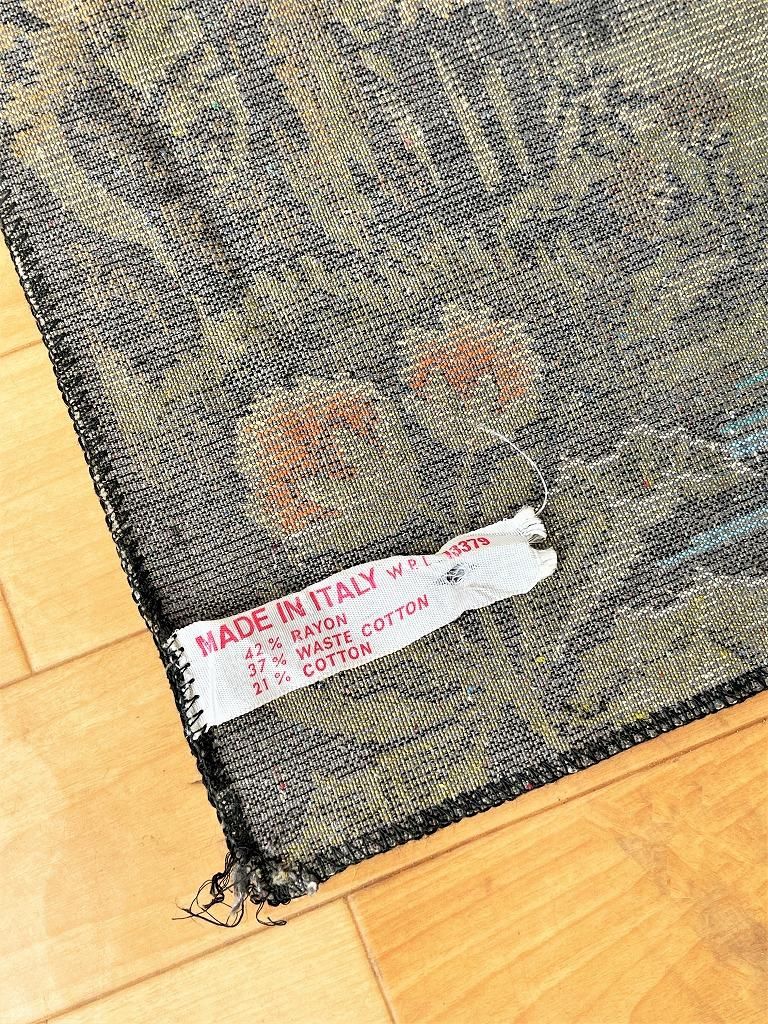 MADE IN ITALY W P L 13379
42 % RAYON
37 % WASTE COTTON
21 % COTTON